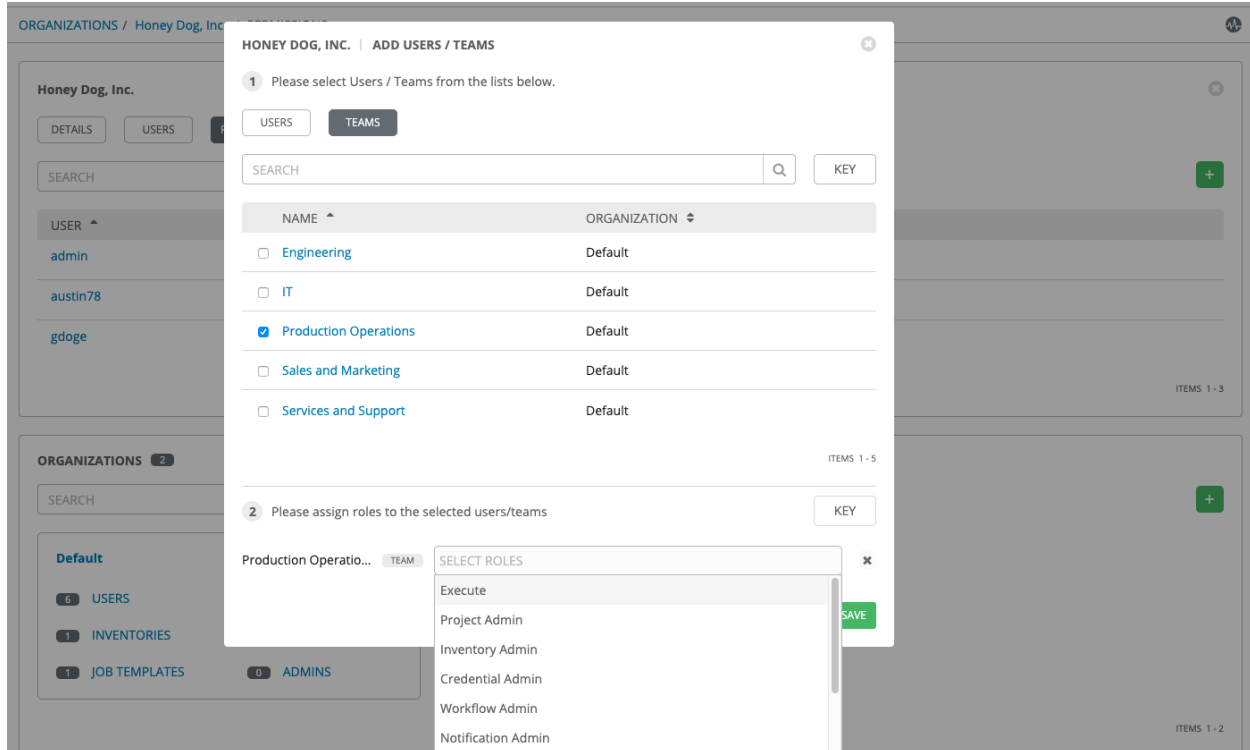 ORGANIZATIONS / Honey Dog, Inc.
HONEY DOG, INC. | ADD USERS / TEAMS
1 Please select Users / Teams from the lists below.
USERS TEAMS
SEARCH KEY
NAME ORGANIZATION
Engineering Default
IT Default
Production Operations Default
Sales and Marketing Default
Services and Support Default
ITEMS 1 - 5
2 Please assign roles to the selected users/teams KEY
Production Operatio... TEAM SELECT ROLES
Execute
Project Admin
Inventory Admin
Credential Admin
Workflow Admin
Notification Admin
SAVE
Honey Dog, Inc.
DETAILS USERS
SEARCH +
USER
admin
austin78
gdoge
ITEMS 1 - 3
ORGANIZATIONS 2
SEARCH +
Default
6 USERS
1 INVENTORIES
1 JOB TEMPLATES 0 ADMINS
ITEMS 1 - 2